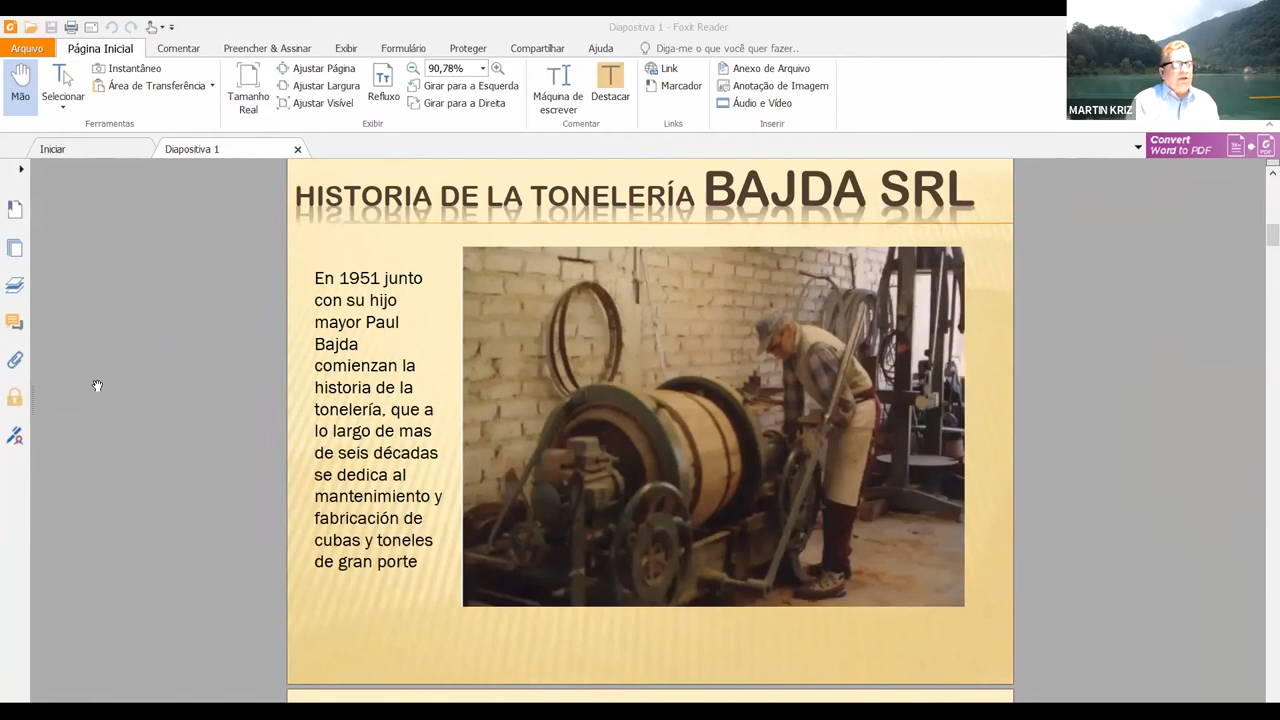 Diapositiva 1 - Foxit Reader
Arquivo
Página Inicial
Comentar
Preencher & Assinar
Exibir
Formulário
Proteger
Compartilhar
Ajuda
Diga-me o que você quer fazer..
Mão
Selecionar
Instantâneo
Área de Transferência
Ferramentas
Tamanho
Real
Ajustar Página
Ajustar Largura
Ajustar Visível
Refluxo
90,78%
Girar para a Esquerda
Girar para a Direita
Exibir
Máquina de
escrever
Destacar
Comentar
Link
Marcador
Links
Anexo de Arquivo
Anotação de Imagem
Áudio e Vídeo
Inserir
MARTIN KRIZ
Iniciar
Diapositiva 1
Convert
Word to PDF
HISTORIA DE LA TONELERÍA BAJDA SRL
En 1951 junto
con su hijo
mayor Paul
Bajda
comienzan la
historia de la
tonelería, que a
lo largo de mas
de seis décadas
se dedica al
mantenimiento y
fabricación de
cubas y toneles
de gran porte